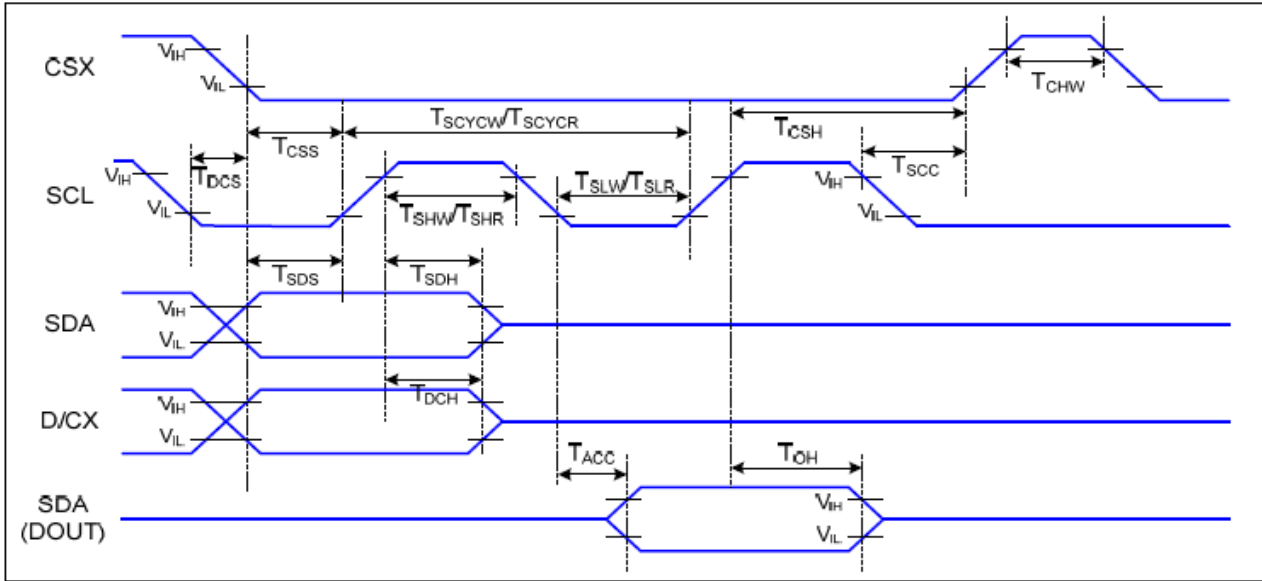 CSX
VIH
VIL
TCHW
TSCYCW/TSCYCR
TCSS
TCSH
TDCS
TSCC
SCL
VIH
VIL
TSLW/TSLR
VIH
VIL
TSHW/TSHR
TSDS
TSDH
SDA
VIH
VIL
D/CX
VIH
VIL
TDCH
TACC
TOH
SDA
(DOUT)
VIH
VIL